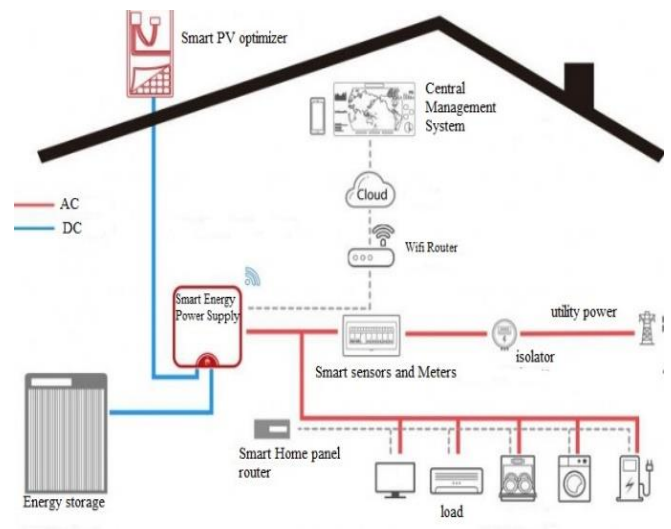 Smart PV optimizer
Central
Management
System
Cloud
AC
DC
Wifi Router
Smart Energy
Power Supply
utility power
Smart sensors and Meters
isolator
Smart Home panel
router
Energy storage
load